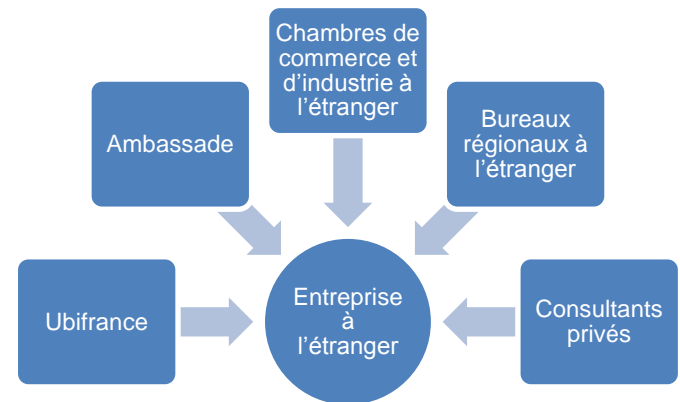 Chambres de
commerce et
d'industrie à
l'étranger
Ambassade
Bureaux
régionaux à
l'étranger
Ubifrance
Entreprise
à
l'étranger
Consultants
privés